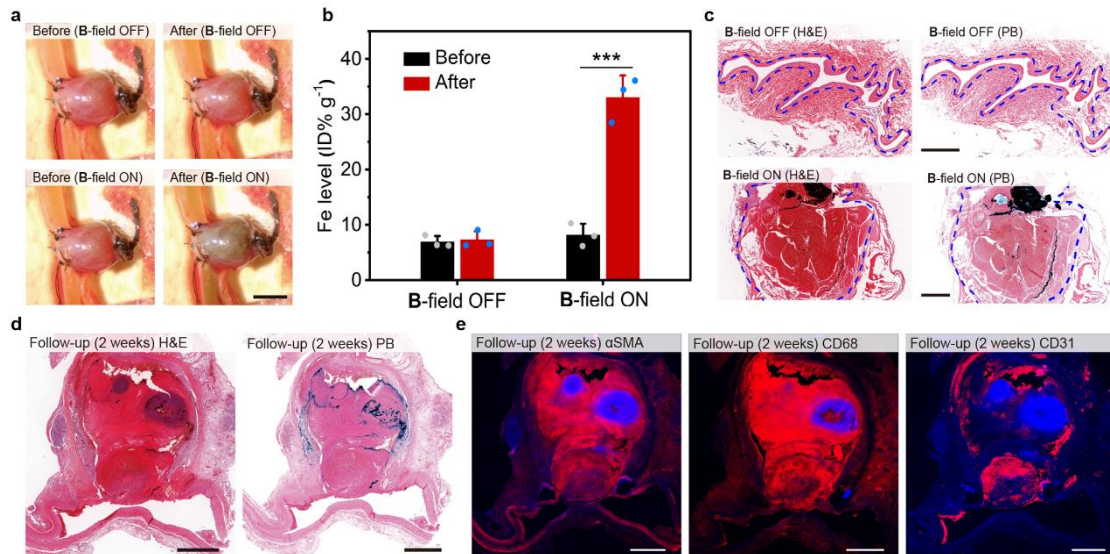 a
Before (B-field OFF)
After (B-field OFF)
Before (B-field ON)
After (B-field ON)
b
Fe level (ID% g⁻¹)
40
30
20
10
0
Before
After
***
B-field OFF
B-field ON
c
B-field OFF (H&E)
B-field OFF (PB)
B-field ON (H&E)
B-field ON (PB)
d
Follow-up (2 weeks) H&E
Follow-up (2 weeks) PB
e
Follow-up (2 weeks) αSMA
Follow-up (2 weeks) CD68
Follow-up (2 weeks) CD31